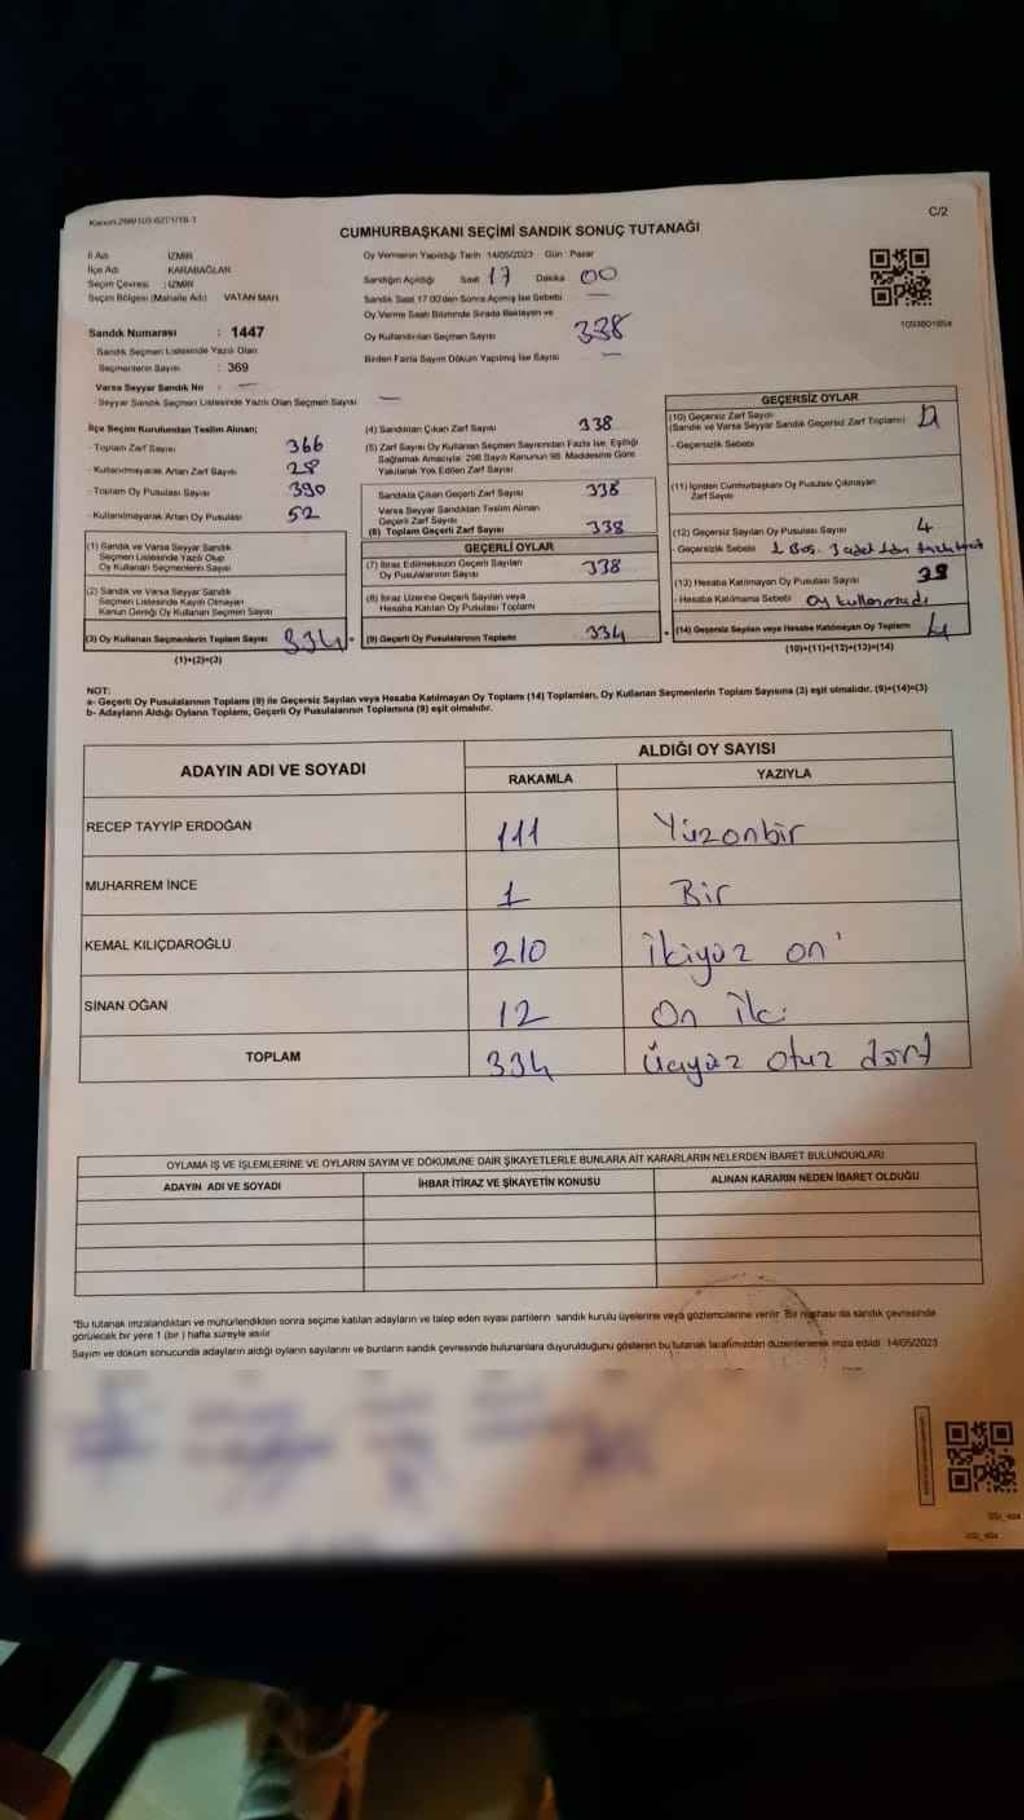 C/2
CUMHURBAŞKANI SEÇİMİ SANDIK SONUÇ TUTANAĞI
İl Adı İZMİR
İlçe Adı KARABAĞLAR
Seçim Çevresi : İZMİR
Seçim Bölgesi (Mahalle Adı) VATAN MAH.
Sandık Numarası : 1447
Sandık Seçmen Listesinde Yazılı Olan
Seçmenlerin Sayısı : 369
Varsa Seyyar Sandık No : —
Seyyar Sandık Seçmen Listesinde Yazılı Olan Seçmen Sayısı —
Oy Vermenin Yapıldığı Tarih 14/05/2023 Gün : Pazar
Sandığın Açıldığı Saat 17 Dakika 00
Sandık Saat 17.00'den Sonra Açılmış İse Sebebi —
Oy Verme Saati Bitiminde Sırada Bekleyen ve
Oy Kullandırılan Seçmen Sayısı 338
Birden Fazla Sayım Döküm Yapılmış İse Sayısı —
İlçe Seçim Kurulundan Teslim Alınan;
- Toplam Zarf Sayısı 366
- Kullanılmayarak Artan Zarf Sayısı 28
- Toplam Oy Pusulası Sayısı 390
- Kullanılmayarak Artan Oy Pusulası 52
(1) Sandık ve Varsa Seyyar Sandık
Seçmen Listesinde Yazılı Olup
Oy Kullanan Seçmenlerin Sayısı
(2) Sandık ve Varsa Seyyar Sandık
Seçmen Listesinde Kayıtlı Olmayan
Kanun Gereği Oy Kullanan Seçmen Sayısı
(3) Oy Kullanan Seçmenlerin Toplam Sayısı 334
(1)+(2)=(3)
(4) Sandıktan Çıkan Zarf Sayısı 338
(5) Zarf Sayısı Oy Kullanan Seçmen Sayısından Fazla İse, Eşitliği
Sağlamak Amacıyla 298 Sayılı Kanunun 98. Maddesine Göre
Yakılarak Yok Edilen Zarf Sayısı
Sandıkta Çıkan Geçerli Zarf Sayısı 338
Varsa Seyyar Sandıktan Teslim Alınan
Geçerli Zarf Sayısı
(6) Toplam Geçerli Zarf Sayısı 338
GEÇERLİ OYLAR
(7) İtiraz Edilmeksizin Geçerli Sayılan
Oy Pusulalarının Sayısı 338
(8) İtiraz Üzerine Geçerli Sayılan veya
Hesaba Katılan Oy Pusulası Toplamı
(9) Geçerli Oy Pusulalarının Toplamı 334
GEÇERSİZ OYLAR
(10) Geçersiz Zarf Sayısı
(Sandık ve Varsa Seyyar Sandık Geçersiz Zarf Toplamı)
- Geçersizlik Sebebi
(11) İçinden Cumhurbaşkanı Oy Pusulası Çıkmayan
Zarf Sayısı
(12) Geçersiz Sayılan Oy Pusulası Sayısı 4
- Geçersizlik Sebebi 1 Boş. 3 adet
(13) Hesaba Katılmayan Oy Pusulası Sayısı
- Hesaba Katılmama Sebebi oy kullanmadı
(14) Geçersiz Sayılan veya Hesaba Katılmayan Oy Toplamı 4
(10)+(11)+(12)+(13)=(14)
NOT:
a- Geçerli Oy Pusulalarının Toplamı (9) ile Geçersiz Sayılan veya Hesaba Katılmayan Oy Toplamı (14) Toplamları, Oy Kullanan Seçmenlerin Toplam Sayısına (3) eşit olmalıdır. (9)+(14)=(3)
b- Adayların Aldığı Oyların Toplamı, Geçerli Oy Pusulalarının Toplamına (9) eşit olmalıdır.
ADAYIN ADI VE SOYADI ALDIĞI OY SAYISI
RAKAMLA YAZIYLA
RECEP TAYYİP ERDOĞAN 111 Yüzonbir
MUHARREM İNCE 1 Bir
KEMAL KILIÇDAROĞLU 210 ikiyüz on
SİNAN OĞAN 12 On iki
TOPLAM 334 Üçyüz otuz dört
OYLAMA İŞ VE İŞLEMLERİNE VE OYLARIN SAYIM VE DÖKÜMÜNE DAİR ŞİKAYETLERLE BUNLARA AİT KARARLARIN NELERDEN İBARET BULUNDUKLARI
ADAYIN ADI VE SOYADI İHBAR İTİRAZ VE ŞİKAYETİN KONUSU ALINAN KARARIN NEDEN İBARET OLDUĞU
*Bu tutanak imzalandıktan ve mühürlendikten sonra seçime katılan adayların ve talep eden siyasi partilerin sandık kurulu üyelerine veya gözlemcilerine verilir. Bir nüshası da sandık çevresinde
görülecek bir yere 1 (bir ) hafta süreyle asılır
Sayım ve döküm sonucunda adayların aldığı oyların sayılarını ve bunların sandık çevresinde bulunanlara duyurulduğunu gösteren bu tutanak tarafımızdan düzenlenerek imza edildi. 14/05/2023